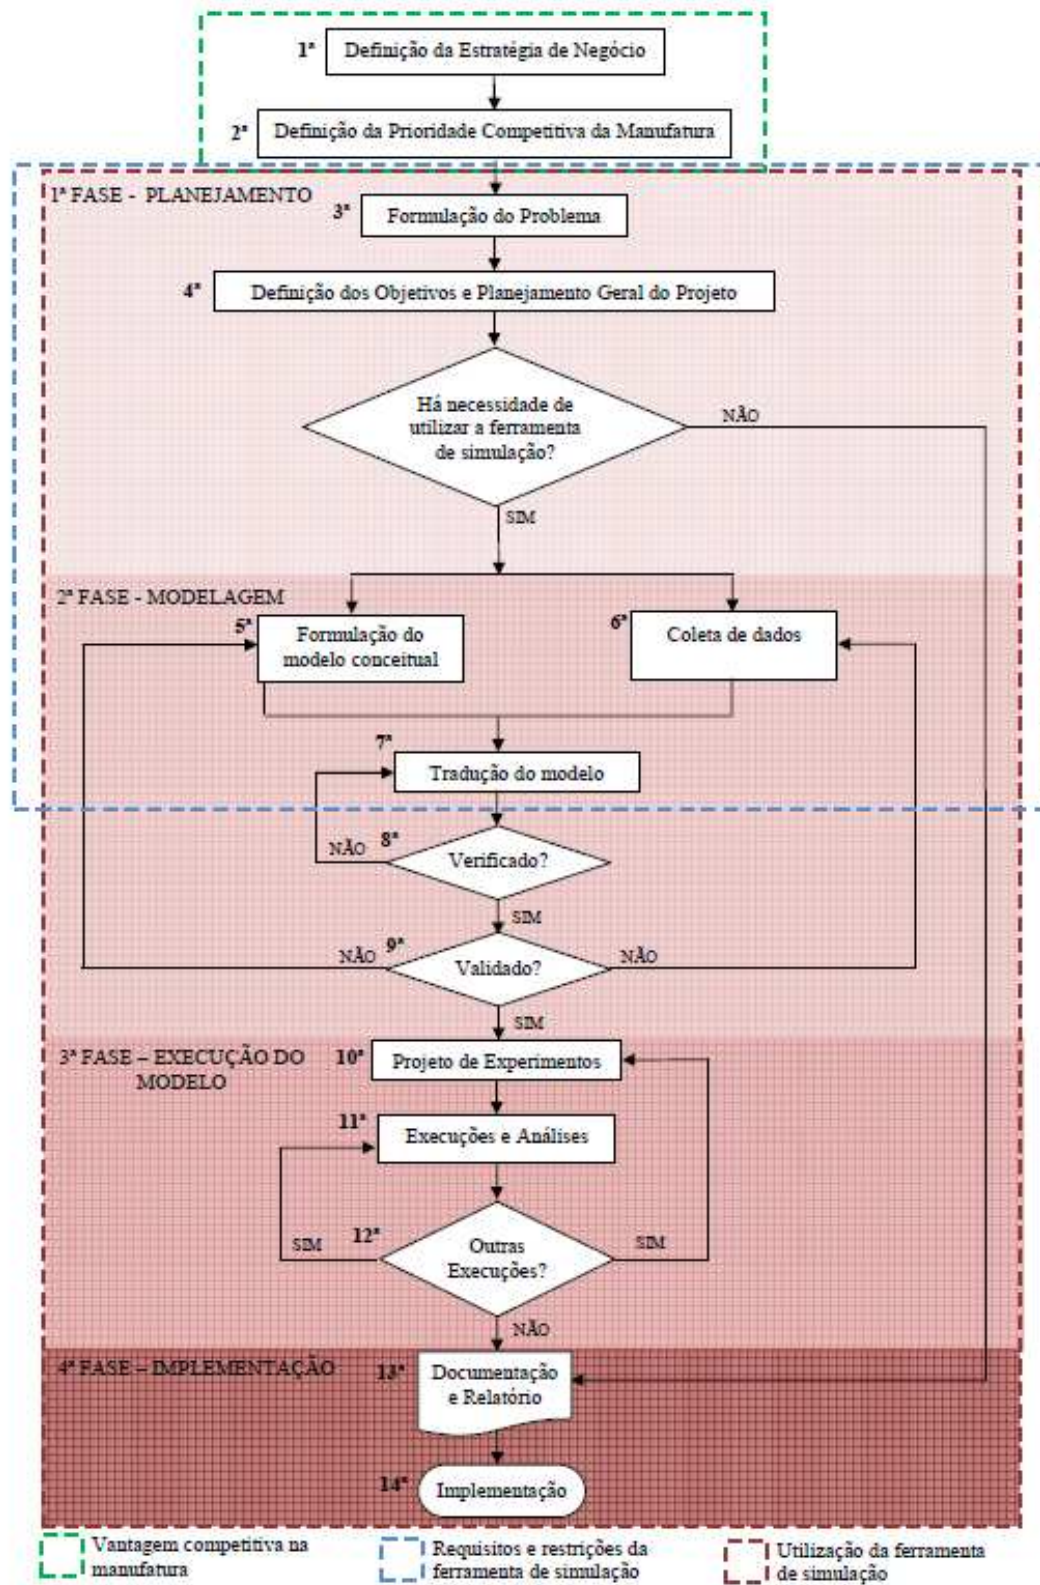 1ª
Definição da Estratégia de Negócio
2ª
Definição da Prioridade Competitiva da Manufatura
1ª FASE - PLANEJAMENTO
3ª
Formulação do Problema
4ª
Definição dos Objetivos e Planejamento Geral do Projeto
Há necessidade de
utilizar a ferramenta
de simulação?
NÃO
SIM
2ª FASE - MODELAGEM
5ª
Formulação do
modelo conceitual
6ª
Coleta de dados
7ª
Tradução do modelo
8ª
NÃO
Verificado?
SIM
9ª
NÃO
Validado?
NÃO
SIM
3ª FASE – EXECUÇÃO DO
MODELO
10ª
Projeto de Experimentos
11ª
Execuções e Análises
12ª
SIM
Outras
Execuções?
SIM
NÃO
4ª FASE – IMPLEMENTAÇÃO
13ª
Documentação
e Relatório
14ª
Implementação
Vantagem competitiva na
manufatura
Requisitos e restrições da
ferramenta de simulação
Utilização da ferramenta
de simulação